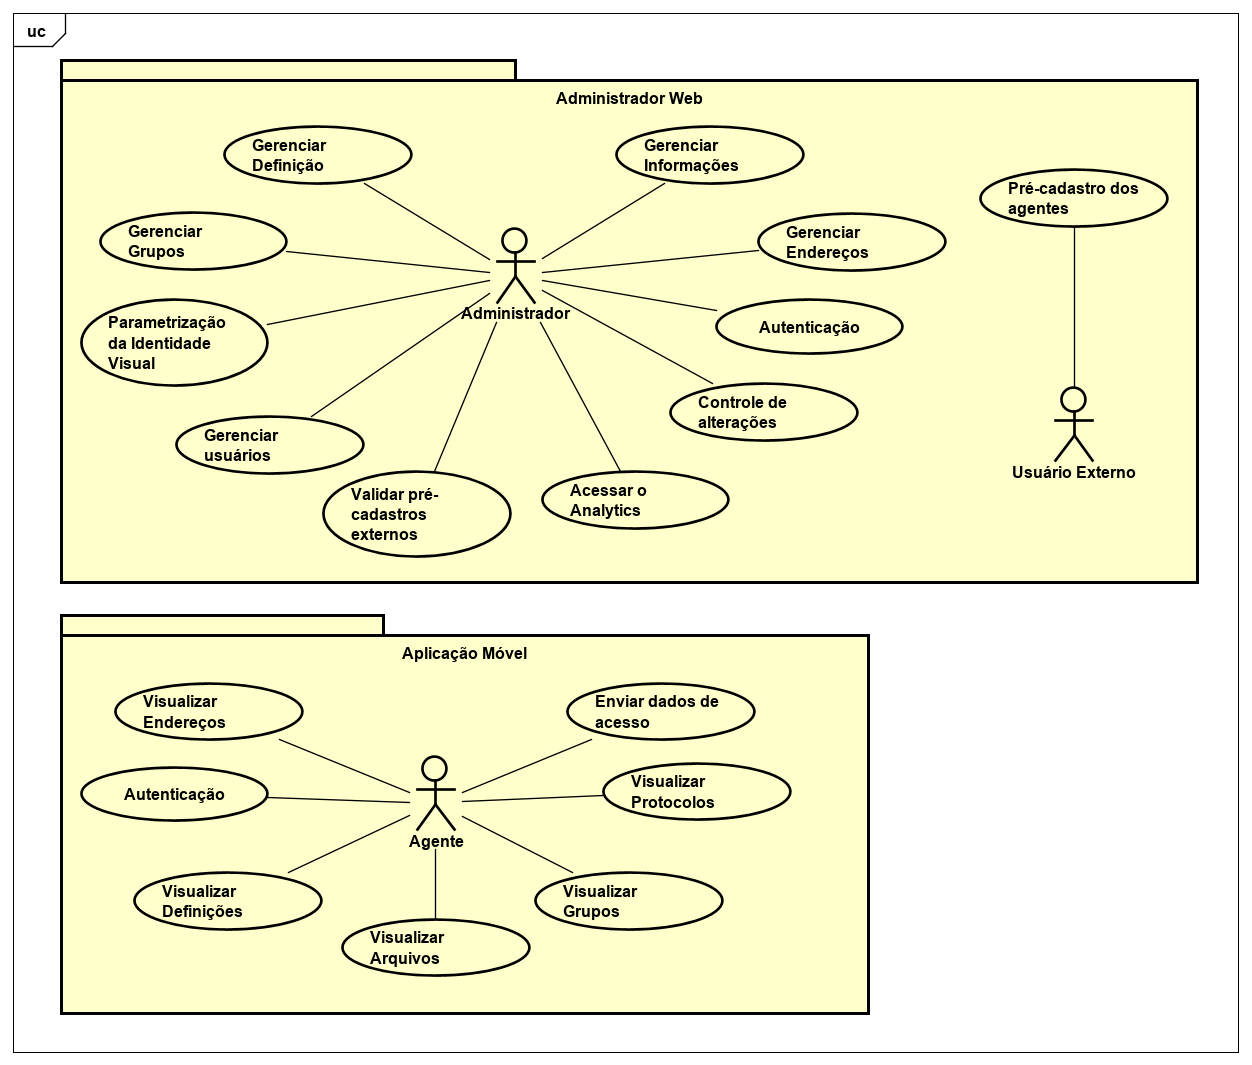 uc
Administrador Web
Gerenciar
Definição
Gerenciar
Informações
Pré-cadastro dos
agentes
Gerenciar
Grupos
Gerenciar
Endereços
Parametrização
da Identidade
Visual
Administrador
Autenticação
Controle de
alterações
Gerenciar
usuários
Validar pré-
cadastros
externos
Acessar o
Analytics
Usuário Externo
Aplicação Móvel
Visualizar
Endereços
Enviar dados de
acesso
Autenticação
Visualizar
Protocolos
Agente
Visualizar
Definições
Visualizar
Grupos
Visualizar
Arquivos